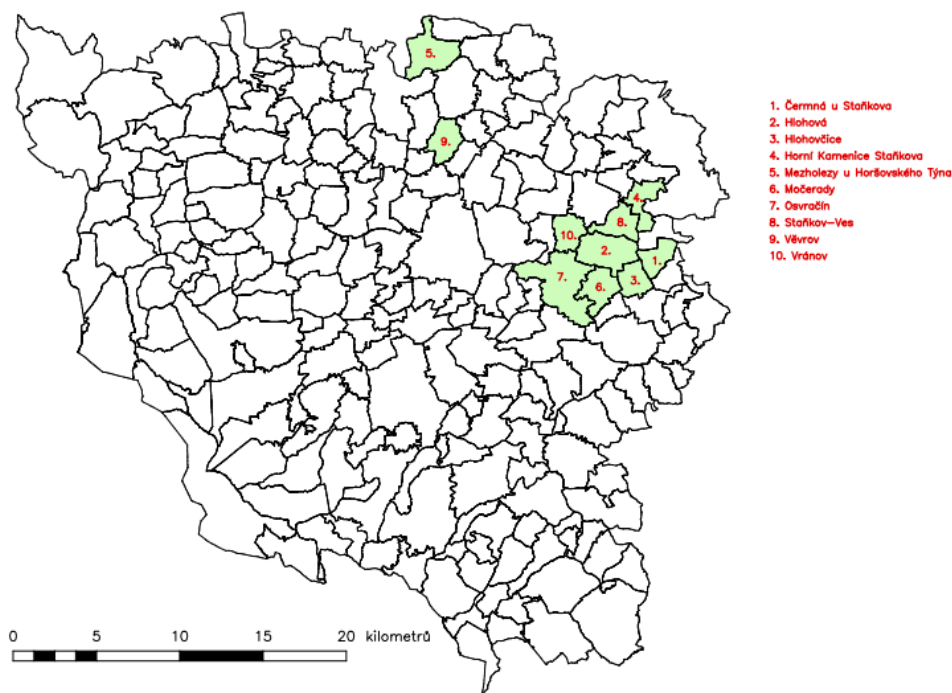 5.
9.
4.
8.
10.
2.
1.
7.
3.
6.
1. Čermná u Staňkova
2. Hlohová
3. Hlohovčice
4. Horní Kamenice Staňkova
5. Mezholezy u Horšovského Týna
6. Močerady
7. Osvračín
8. Staňkov–Ves
9. Věvrov
10. Vránov
0 5 10 15 20 kilometrů